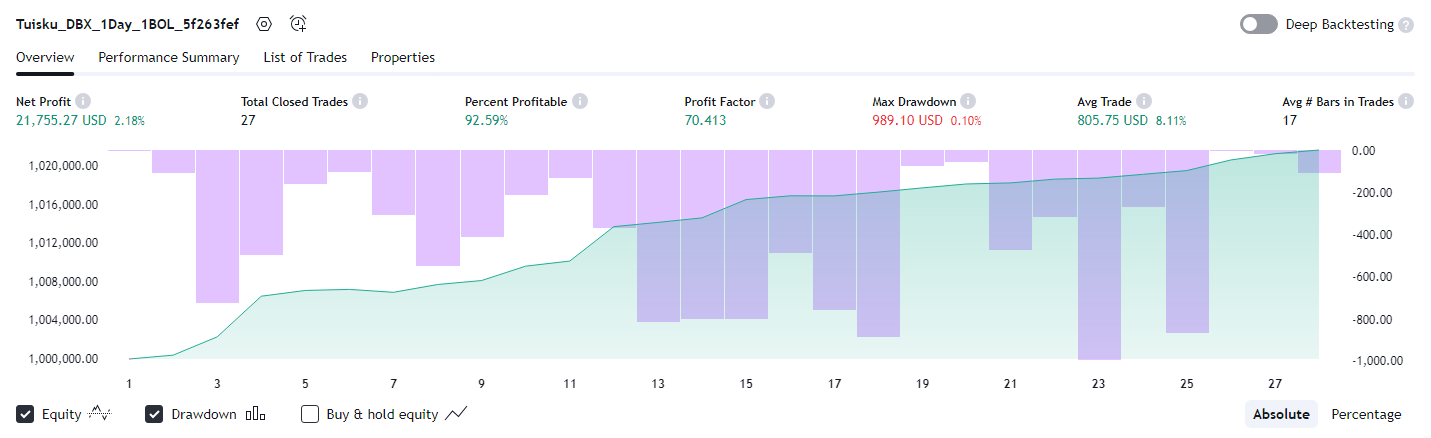 Tuisku_DBX_1Day_1BOL_5f263fef
Deep Backtesting ?
Overview Performance Summary List of Trades Properties
Net Profit i Total Closed Trades i Percent Profitable i Profit Factor i Max Drawdown i Avg Trade i Avg # Bars in Trades i
21,755.27 USD 2.18% 27 92.59% 70.413 989.10 USD 0.10% 805.75 USD 8.11% 17
1,020,000.00
1,016,000.00
1,012,000.00
1,008,000.00
1,004,000.00
1,000,000.00
0.00
-200.00
-400.00
-600.00
-800.00
-1,000.00
1 3 5 7 9 11 13 15 17 19 21 23 25 27
Equity Drawdown Buy & hold equity Absolute Percentage